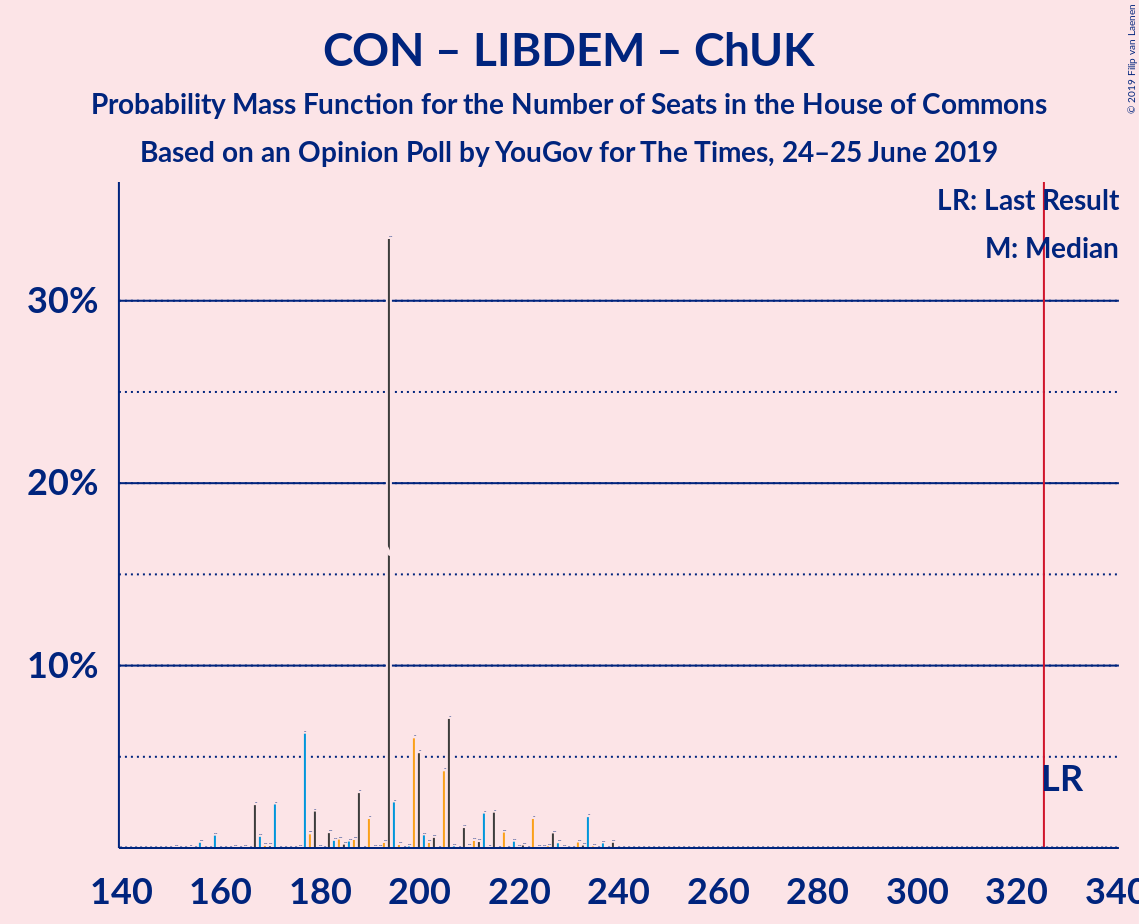 CON – LIBDEM – ChUK
Probability Mass Function for the Number of Seats in the House of Commons
Based on an Opinion Poll by YouGov for The Times, 24–25 June 2019
© 2019 Filip van Laenen
LR: Last Result
M: Median
30%
20%
10%
LR
140 160 180 200 220 240 260 280 300 320 340